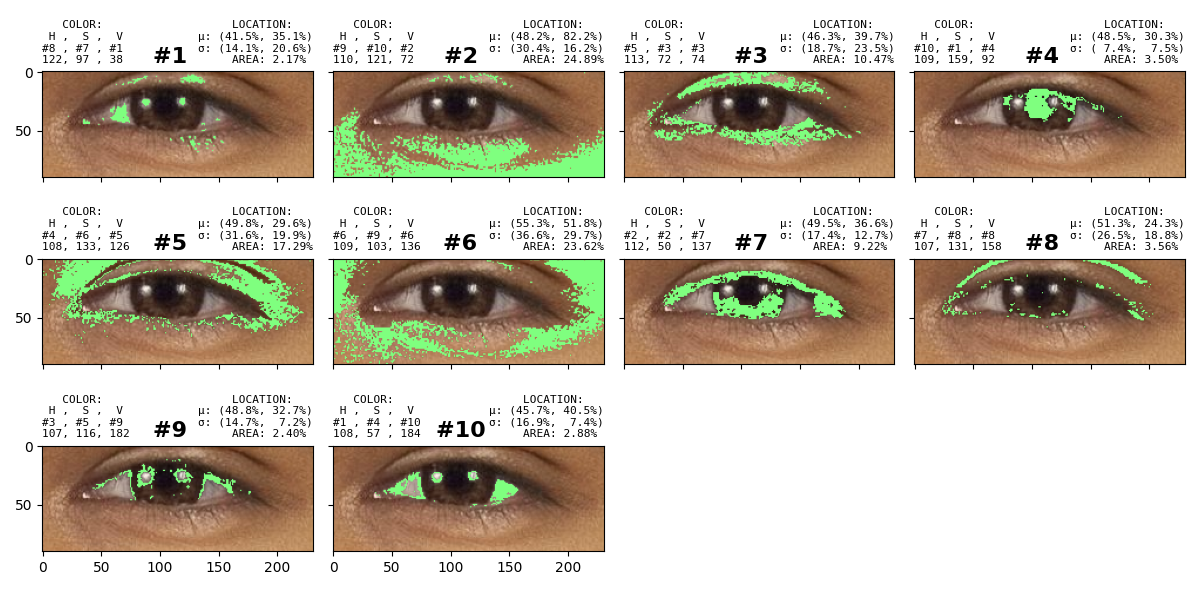 COLOR: LOCATION:
H , S , V μ: (41.5%, 35.1%)
#8 , #7 , #1 σ: (14.1%, 20.6%)
122, 97 , 38 #1 AREA: 2.17%
COLOR: LOCATION:
H , S , V μ: (48.2%, 82.2%)
#9 , #10, #2 σ: (30.4%, 16.2%)
110, 121, 72 #2 AREA: 24.89%
COLOR: LOCATION:
H , S , V μ: (46.3%, 39.7%)
#5 , #3 , #3 σ: (18.7%, 23.5%)
113, 72 , 74 #3 AREA: 10.47%
COLOR: LOCATION:
H , S , V μ: (48.5%, 30.3%)
#10, #1 , #4 σ: ( 7.4%, 7.5%)
109, 159, 92 #4 AREA: 3.50%
0
50
COLOR: LOCATION:
H , S , V μ: (49.8%, 29.6%)
#4 , #6 , #5 σ: (31.6%, 19.9%)
108, 133, 126 #5 AREA: 17.29%
COLOR: LOCATION:
H , S , V μ: (55.3%, 51.8%)
#6 , #9 , #6 σ: (36.6%, 29.7%)
109, 103, 136 #6 AREA: 23.62%
COLOR: LOCATION:
H , S , V μ: (49.5%, 36.6%)
#2 , #2 , #7 σ: (17.4%, 12.7%)
112, 50 , 137 #7 AREA: 9.22%
COLOR: LOCATION:
H , S , V μ: (51.3%, 24.3%)
#7 , #8 , #8 σ: (26.5%, 18.8%)
107, 131, 158 #8 AREA: 3.56%
0
50
COLOR: LOCATION:
H , S , V μ: (48.8%, 32.7%)
#3 , #5 , #9 σ: (14.7%, 7.2%)
107, 116, 182 #9 AREA: 2.40%
COLOR: LOCATION:
H , S , V μ: (45.7%, 40.5%)
#1 , #4 , #10 σ: (16.9%, 7.4%)
108, 57 , 184 #10 AREA: 2.88%
0
50
0 50 100 150 200
0 50 100 150 200